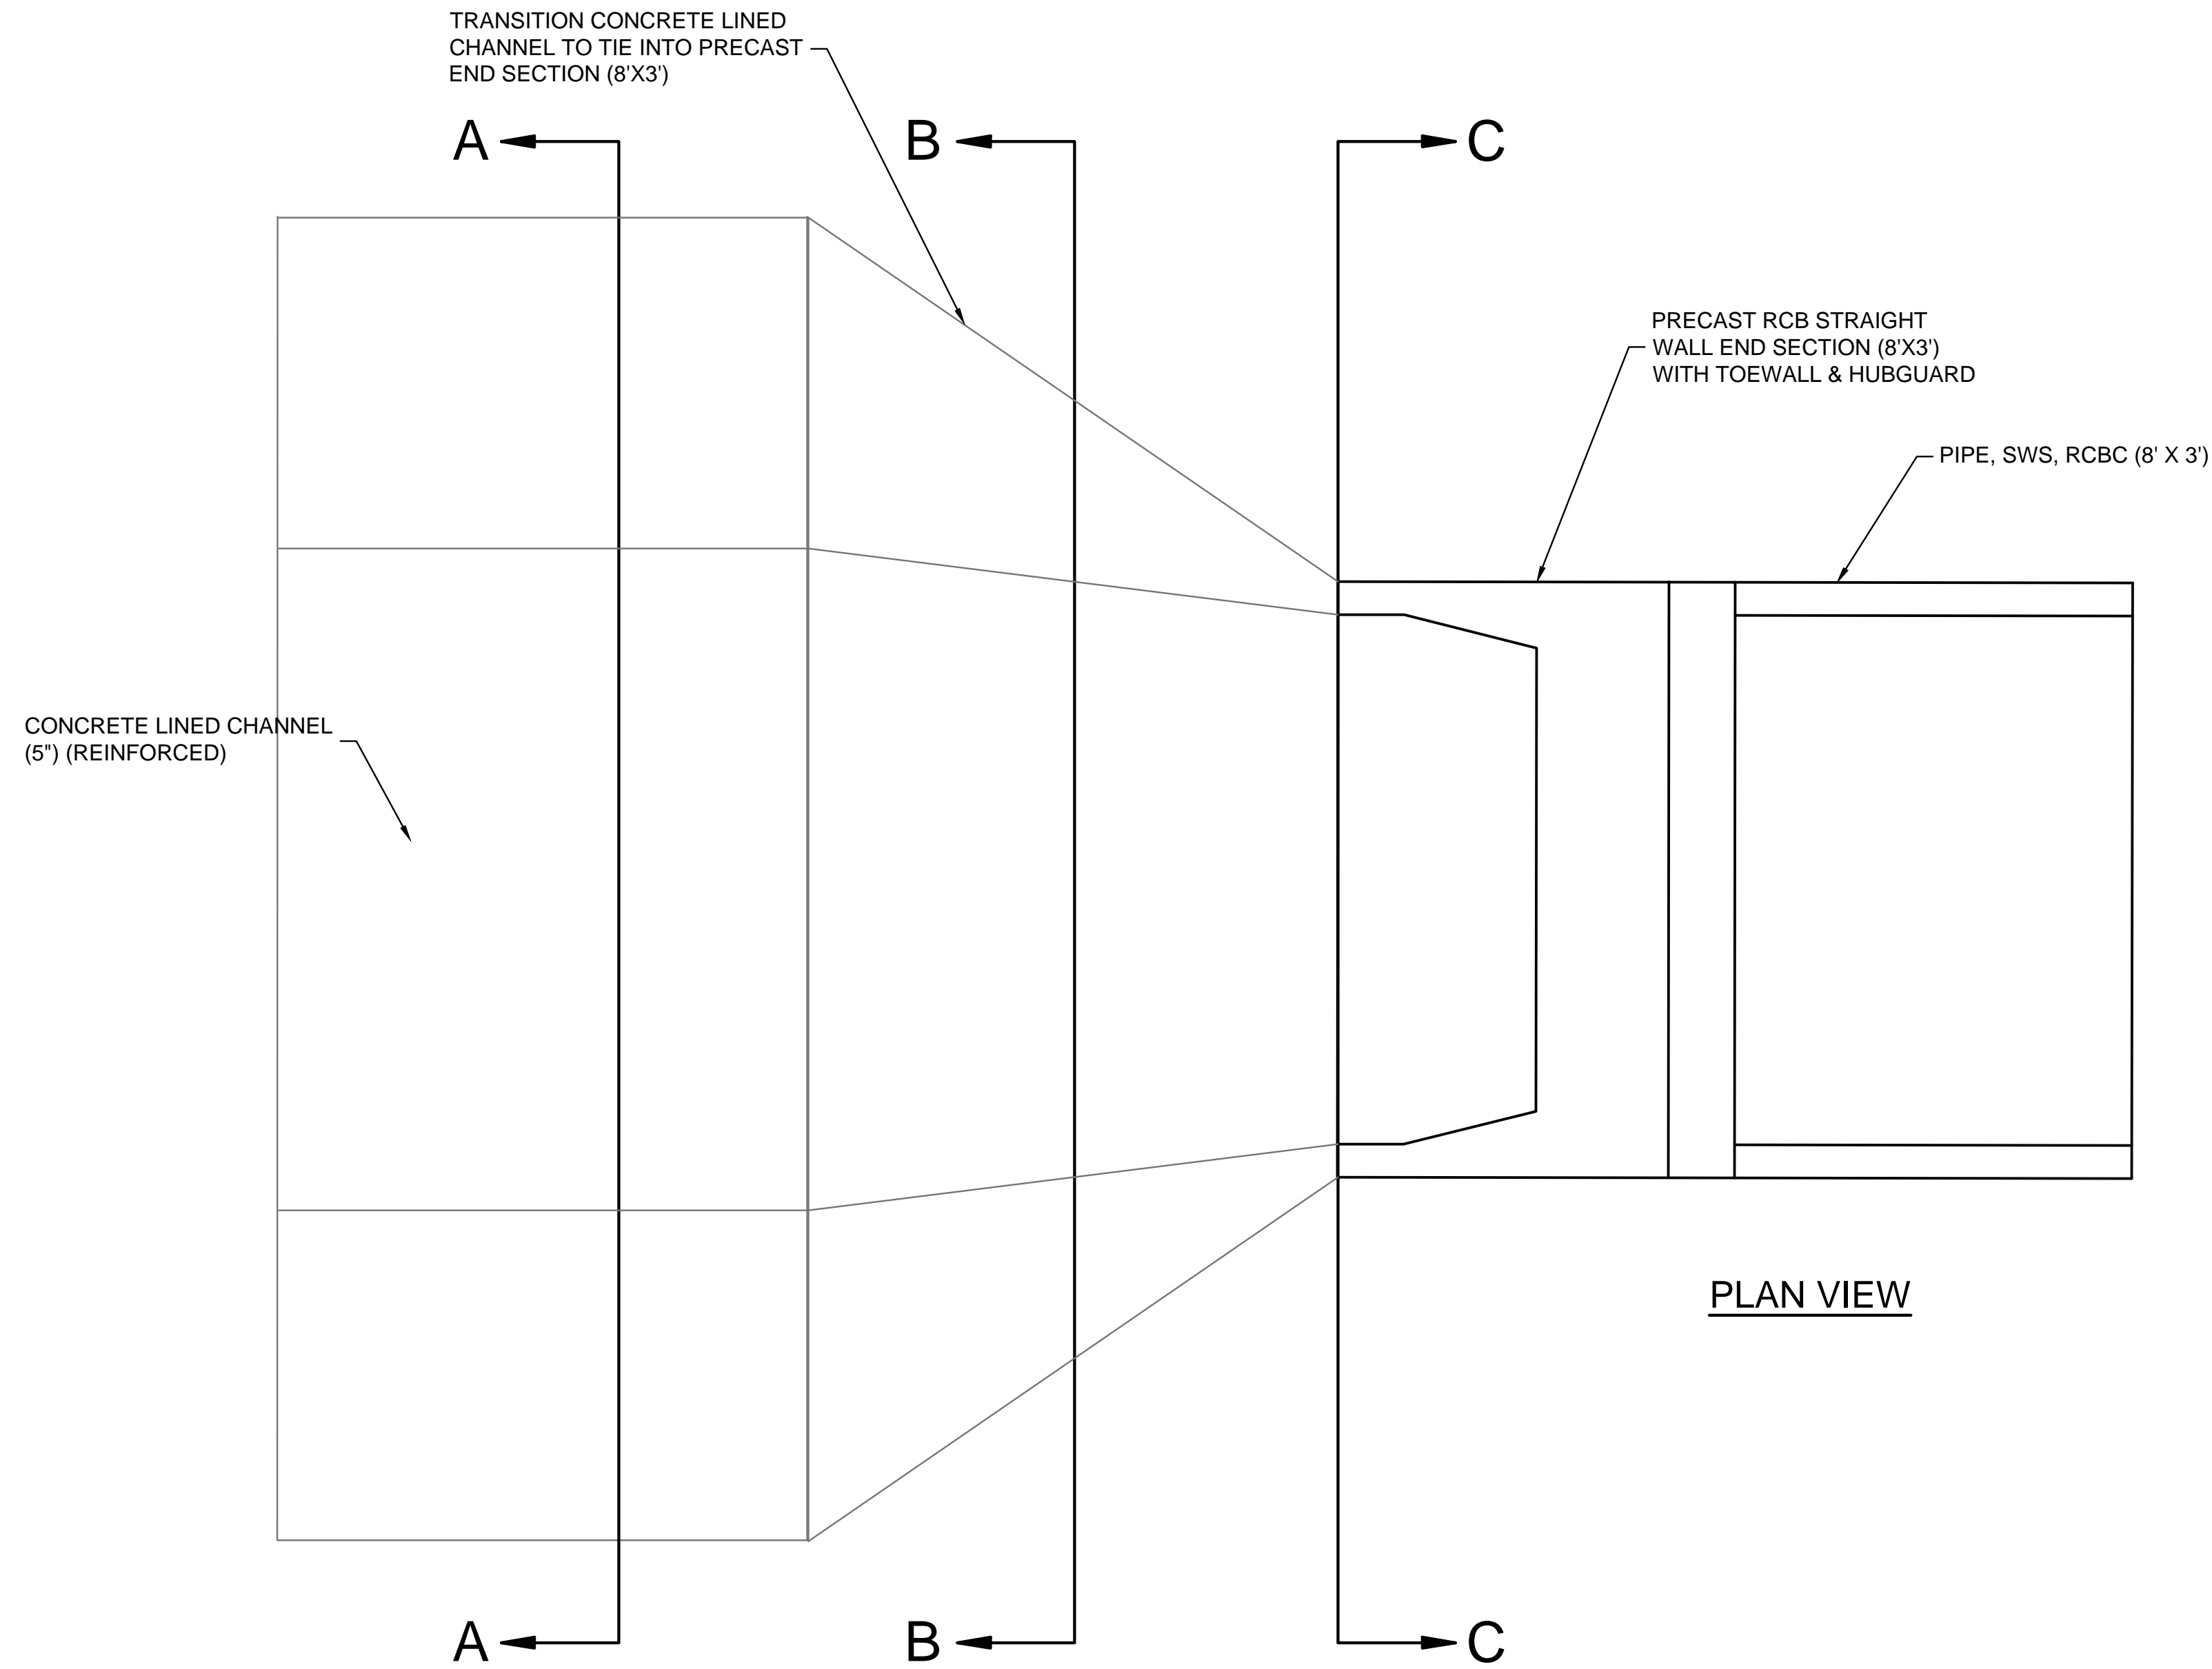 TRANSITION CONCRETE LINED
CHANNEL TO TIE INTO PRECAST
END SECTION (8'X3')
A
B
C
PRECAST RCB STRAIGHT
WALL END SECTION (8'X3')
WITH TOEWALL & HUBGUARD
PIPE, SWS, RCBC (8' X 3')
CONCRETE LINED CHANNEL
(5") (REINFORCED)
PLAN VIEW
A
B
C